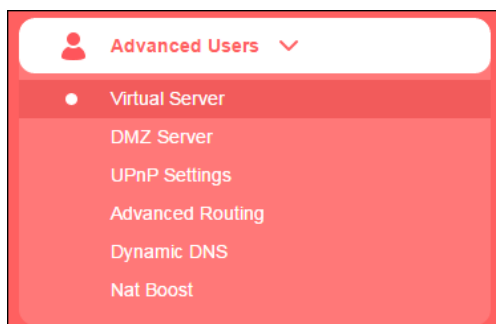 Advanced Users
Virtual Server
DMZ Server
UPnP Settings
Advanced Routing
Dynamic DNS
Nat Boost